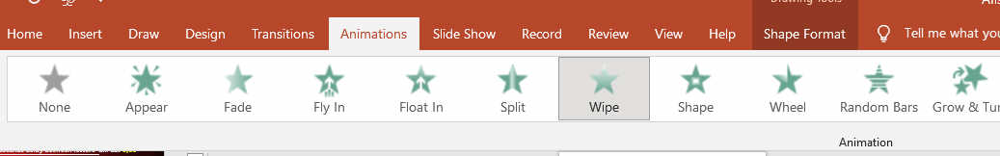 Drawing Tools
Home Insert Draw Design Transitions Animations Slide Show Record Review View Help Shape Format Tell me what you
None Appear Fade Fly In Float In Split Wipe Shape Wheel Random Bars Grow & Tur
Animation